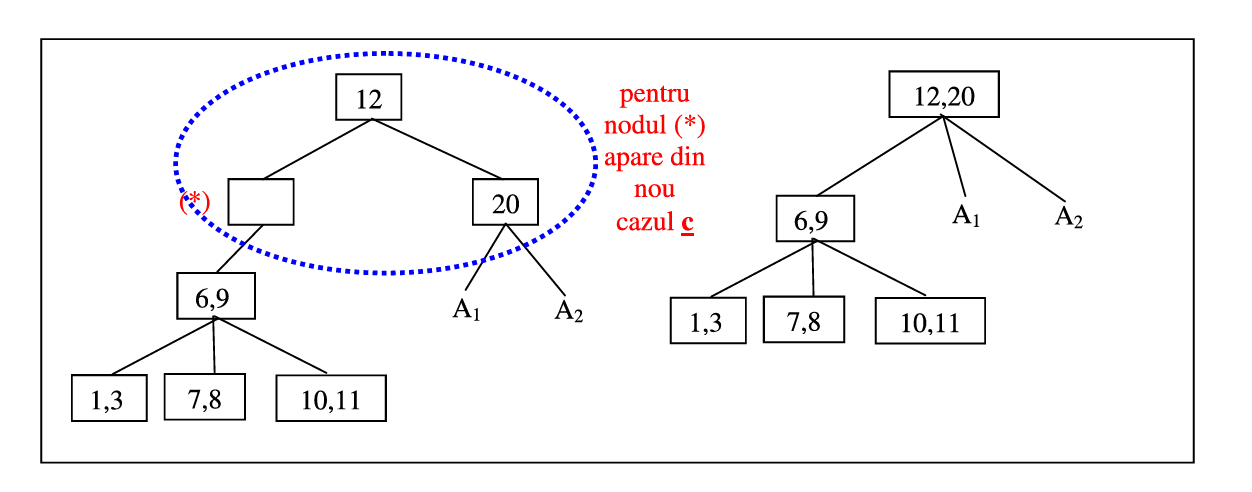 12
pentru
nodul (*)
apare din
nou
cazul c
(*)
20
6,9
A1
A2
1,3
7,8
10,11
12,20
6,9
A1
A2
1,3
7,8
10,11